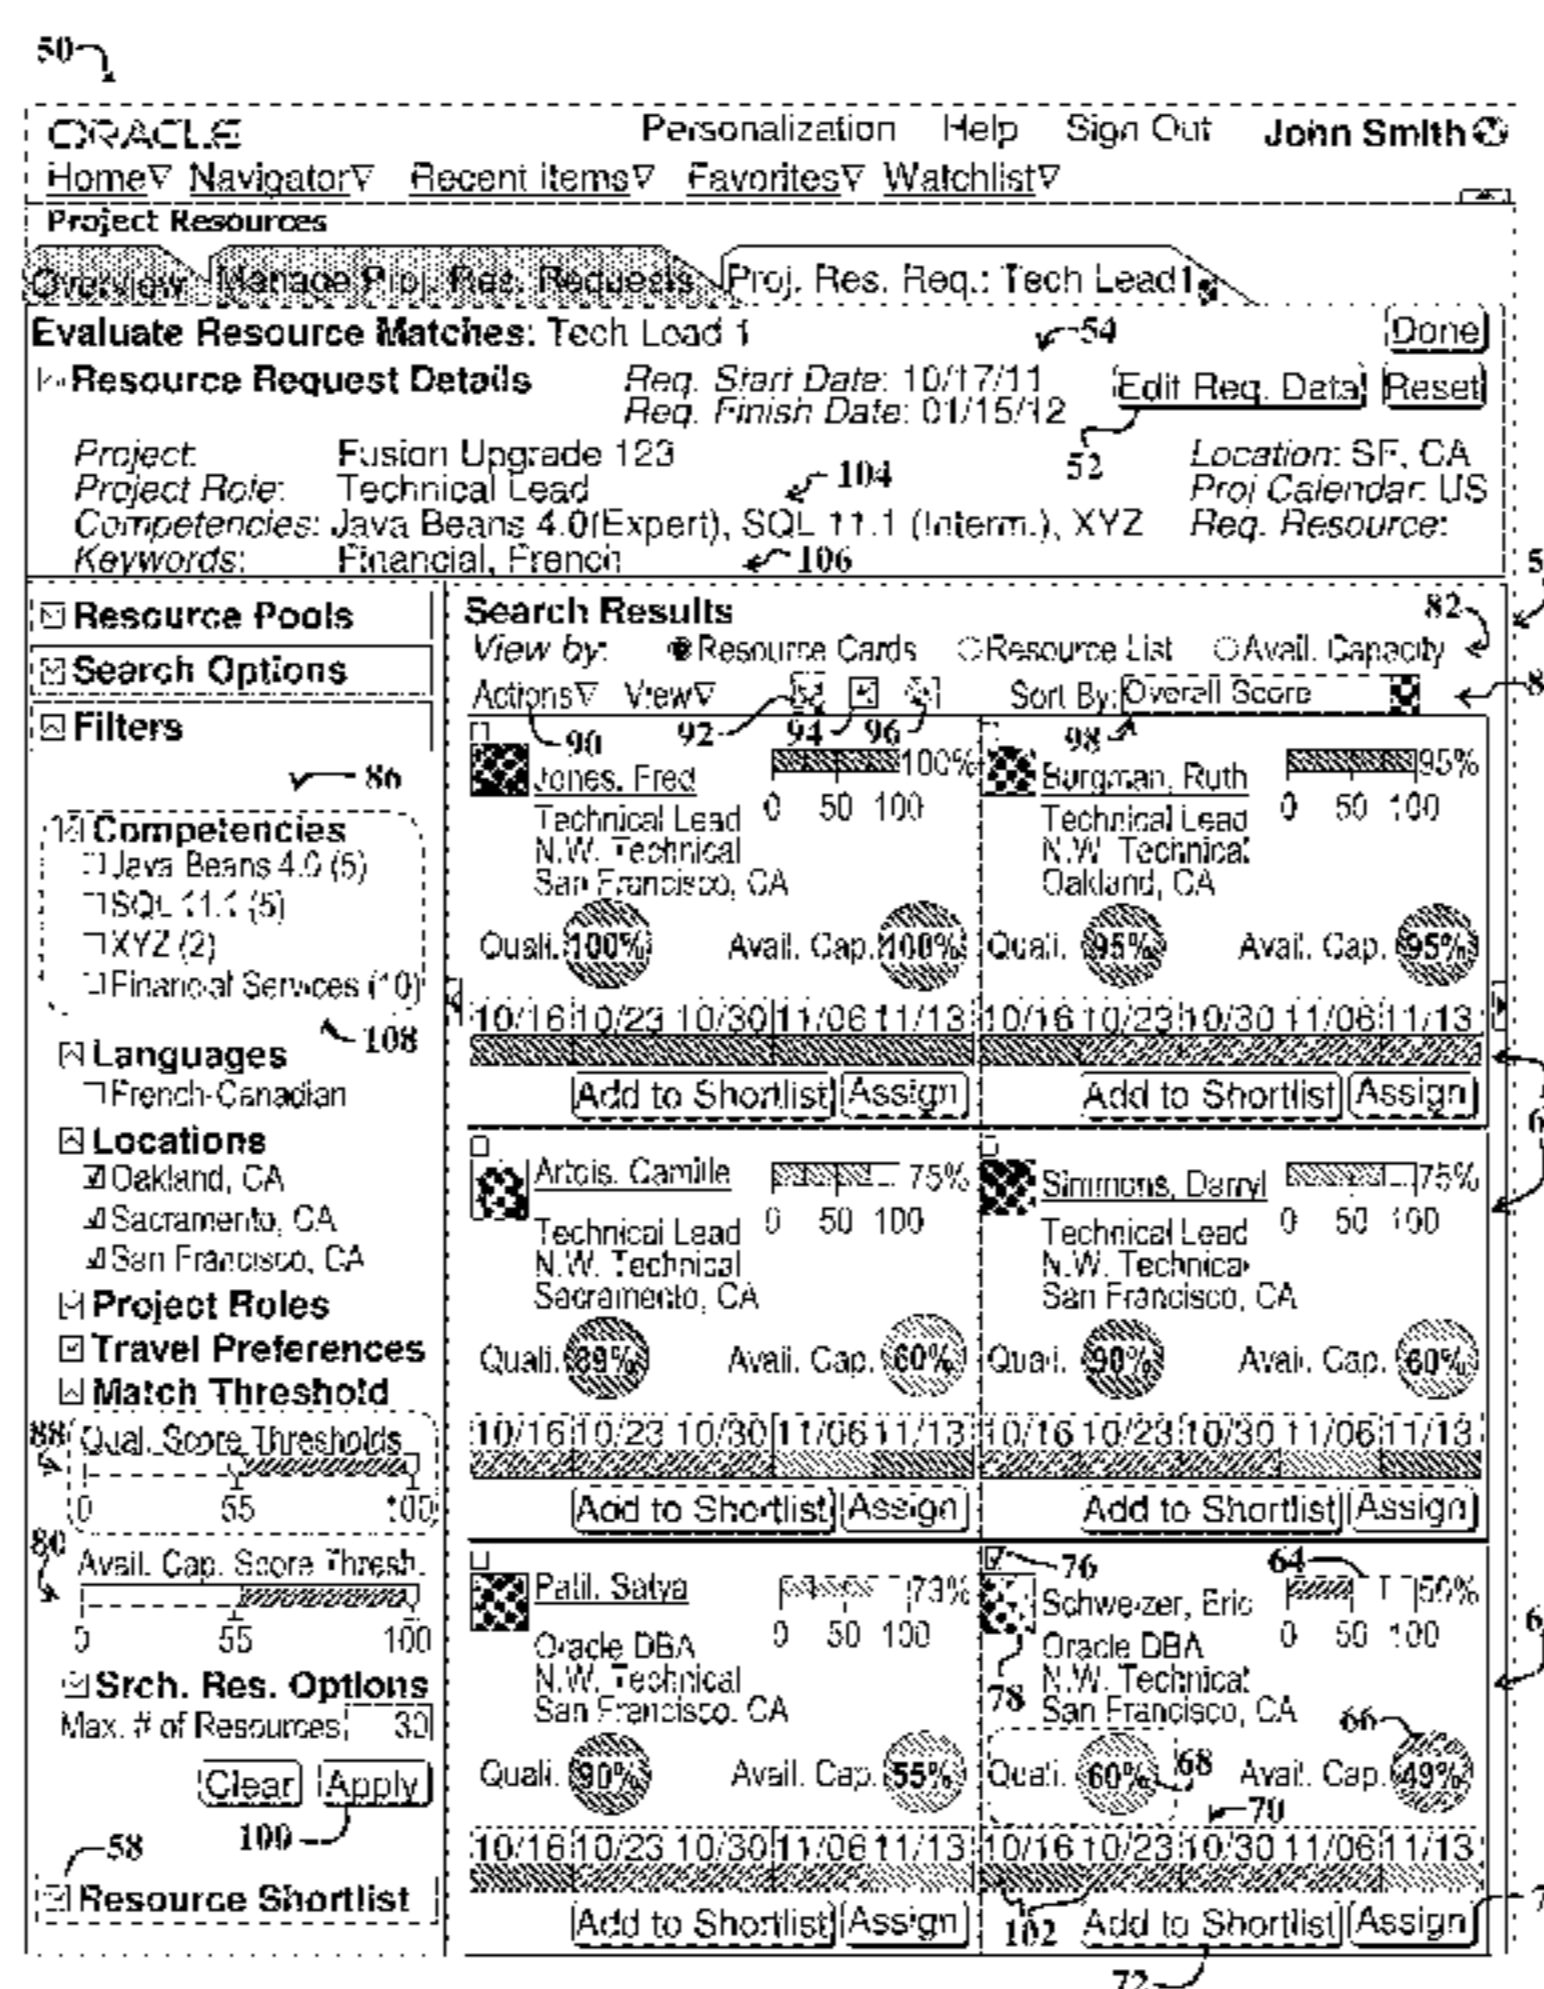 50
ORACLE Personalization Help Sign Out John Smith
Home Navigator Recent Items Favorites Watchlist
Project Resources
Overview Manage Proj. Res. Requests Proj. Res. Req.: Tech Lead1
Evaluate Resource Matches: Tech Lead 1 54 Done
Resource Request Details Req. Start Date: 10/17/11 Edit Req. Data Reset
Req. Finish Date: 01/15/12
52
Project: Fusion Upgrade 123 Location: SF, CA
Project Role: Technical Lead 104 Proj Calendar: US
Competencies: Java Beans 4.0(Expert), SQL 11.1 (Interm.), XYZ Req. Resource:
Keywords: Financial, French 106
Resource Pools
Search Options
Filters
86
Competencies
Java Beans 4.0 (5)
SQL 11.1 (5)
XYZ (2)
Financial Services (10)
108
Languages
French-Canadian
Locations
Oakland, CA
Sacramento, CA
San Francisco, CA
Project Roles
Travel Preferences
Match Threshold
88 Qual. Score Thresholds
0 55 100
80 Avail. Cap. Score Thresh.
0 55 100
Srch. Res. Options
Max. # of Resources 30
Clear Apply
100
58
Resource Shortlist
Search Results 82
View by: Resource Cards Resource List Avail. Capacity
Actions View Sort By: Overall Score
90 92 94 96 98
Jones, Fred 100%
0 50 100
Technical Lead
N.W. Technical
San Francisco, CA
Quali. 100% Avail. Cap. 100%
10/16 10/23 10/30 11/06 11/13
Add to Shortlist Assign
Burgman, Ruth 95%
0 50 100
Technical Lead
N.W. Technical
Oakland, CA
Quali. 95% Avail. Cap. 95%
10/16 10/23 10/30 11/06 11/13
Add to Shortlist Assign
Artois, Camille 75%
0 50 100
Technical Lead
N.W. Technical
Sacramento, CA
Quali. 89% Avail. Cap. 60%
10/16 10/23 10/30 11/06 11/13
Add to Shortlist Assign
Simmons, Darryl 75%
0 50 100
Technical Lead
N.W. Technical
San Francisco, CA
Quali. 90% Avail. Cap. 60%
10/16 10/23 10/30 11/06 11/13
Add to Shortlist Assign
Patil, Satya 73%
0 50 100
Oracle DBA
N.W. Technical
San Francisco, CA
Quali. 90% Avail. Cap. 55%
10/16 10/23 10/30 11/06 11/13
Add to Shortlist Assign
76 64
Schweizer, Eric 50%
0 50 100
Oracle DBA
N.W. Technical
78 San Francisco, CA
66
Quali. 60% 68 Avail. Cap. 49%
70
10/16 10/23 10/30 11/06 11/13
102 Add to Shortlist Assign
72